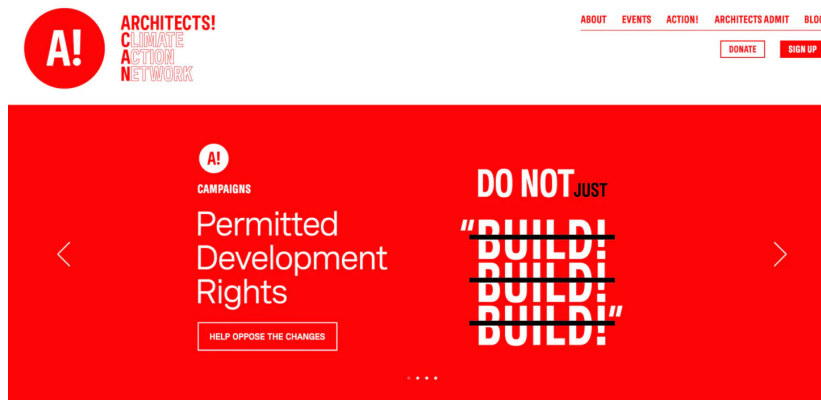 A!
ARCHITECTS!
CLIMATE
ACTION
NETWORK
ABOUT EVENTS ACTION! ARCHITECTS ADMIT BLOG
DONATE SIGN UP
A!
CAMPAIGNS
Permitted
Development
Rights
HELP OPPOSE THE CHANGES
DO NOT JUST
“BUILD!
BUILD!
BUILD!”